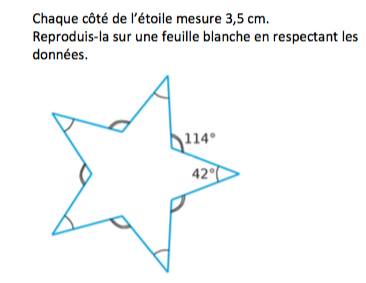 Chaque côté de l'étoile mesure 3,5 cm.
Reproduis-la sur une feuille blanche en respectant les
données.
114°
42°